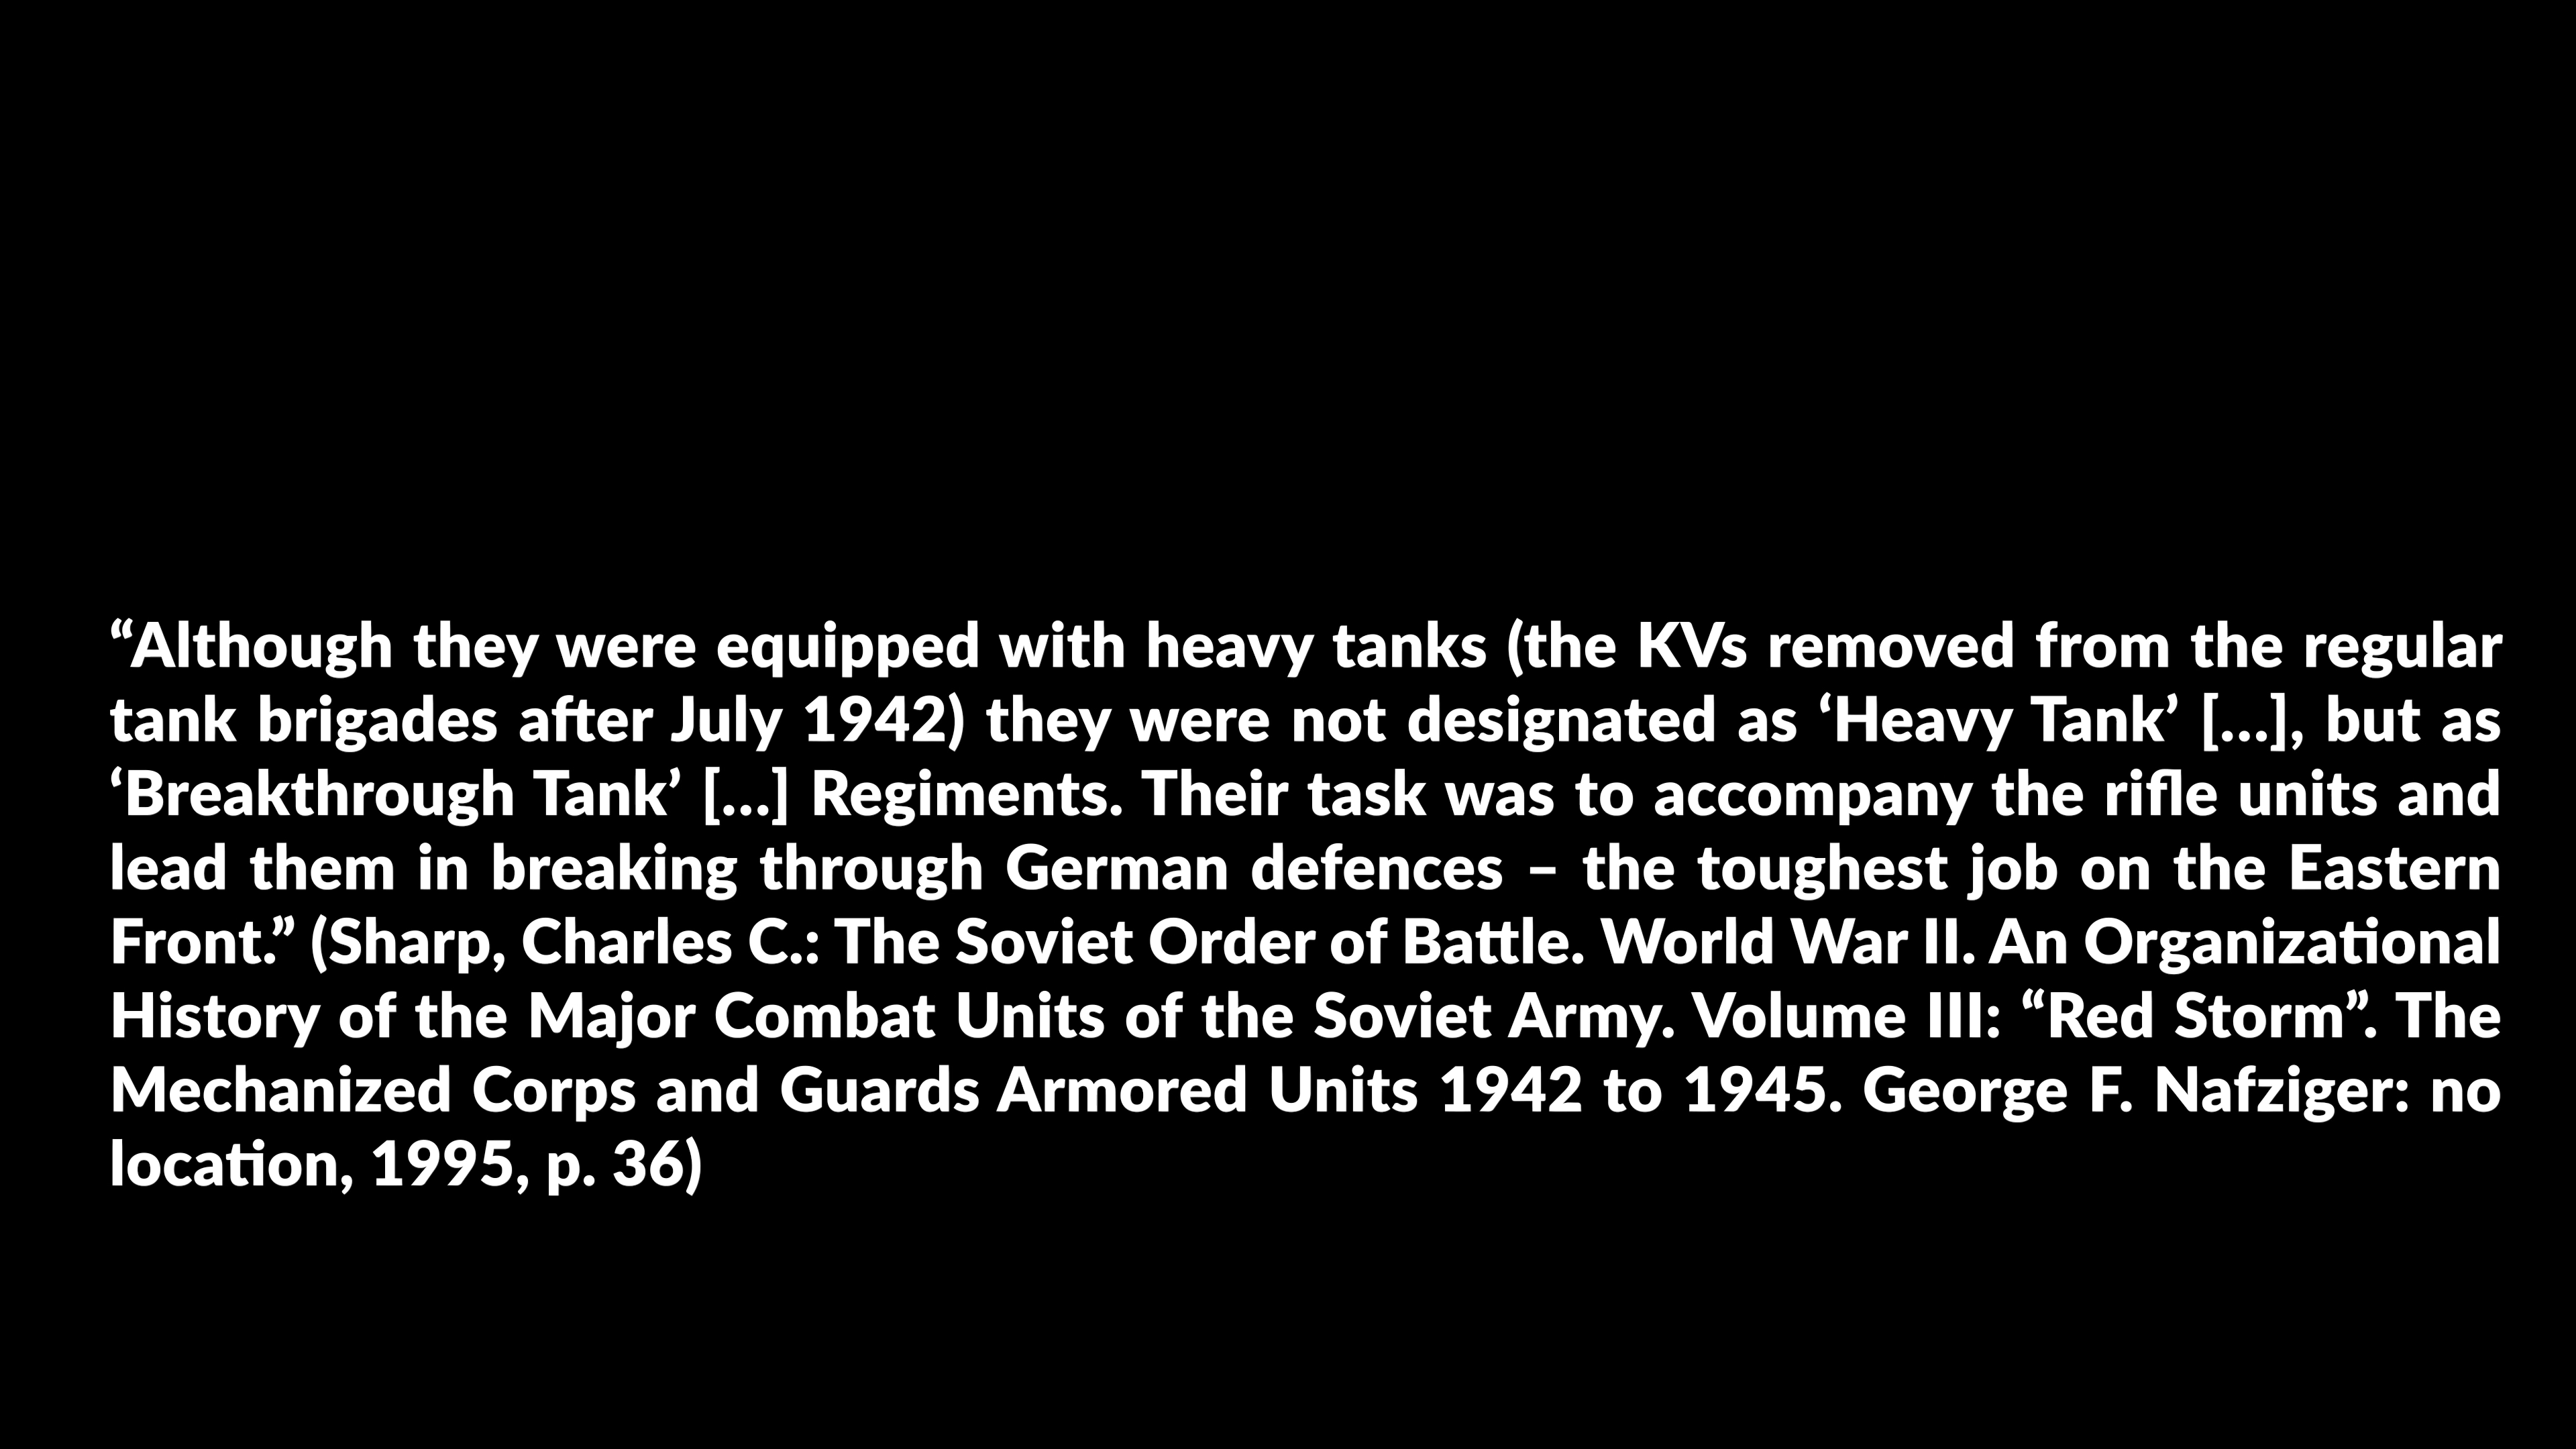 “Although they were equipped with heavy tanks (the KVs removed from the regular
tank brigades after July 1942) they were not designated as ‘Heavy Tank’ […], but as
‘Breakthrough Tank’ […] Regiments. Their task was to accompany the rifle units and
lead them in breaking through German defences – the toughest job on the Eastern
Front.” (Sharp, Charles C.: The Soviet Order of Battle. World War II. An Organizational
History of the Major Combat Units of the Soviet Army. Volume III: “Red Storm”. The
Mechanized Corps and Guards Armored Units 1942 to 1945. George F. Nafziger: no
location, 1995, p. 36)